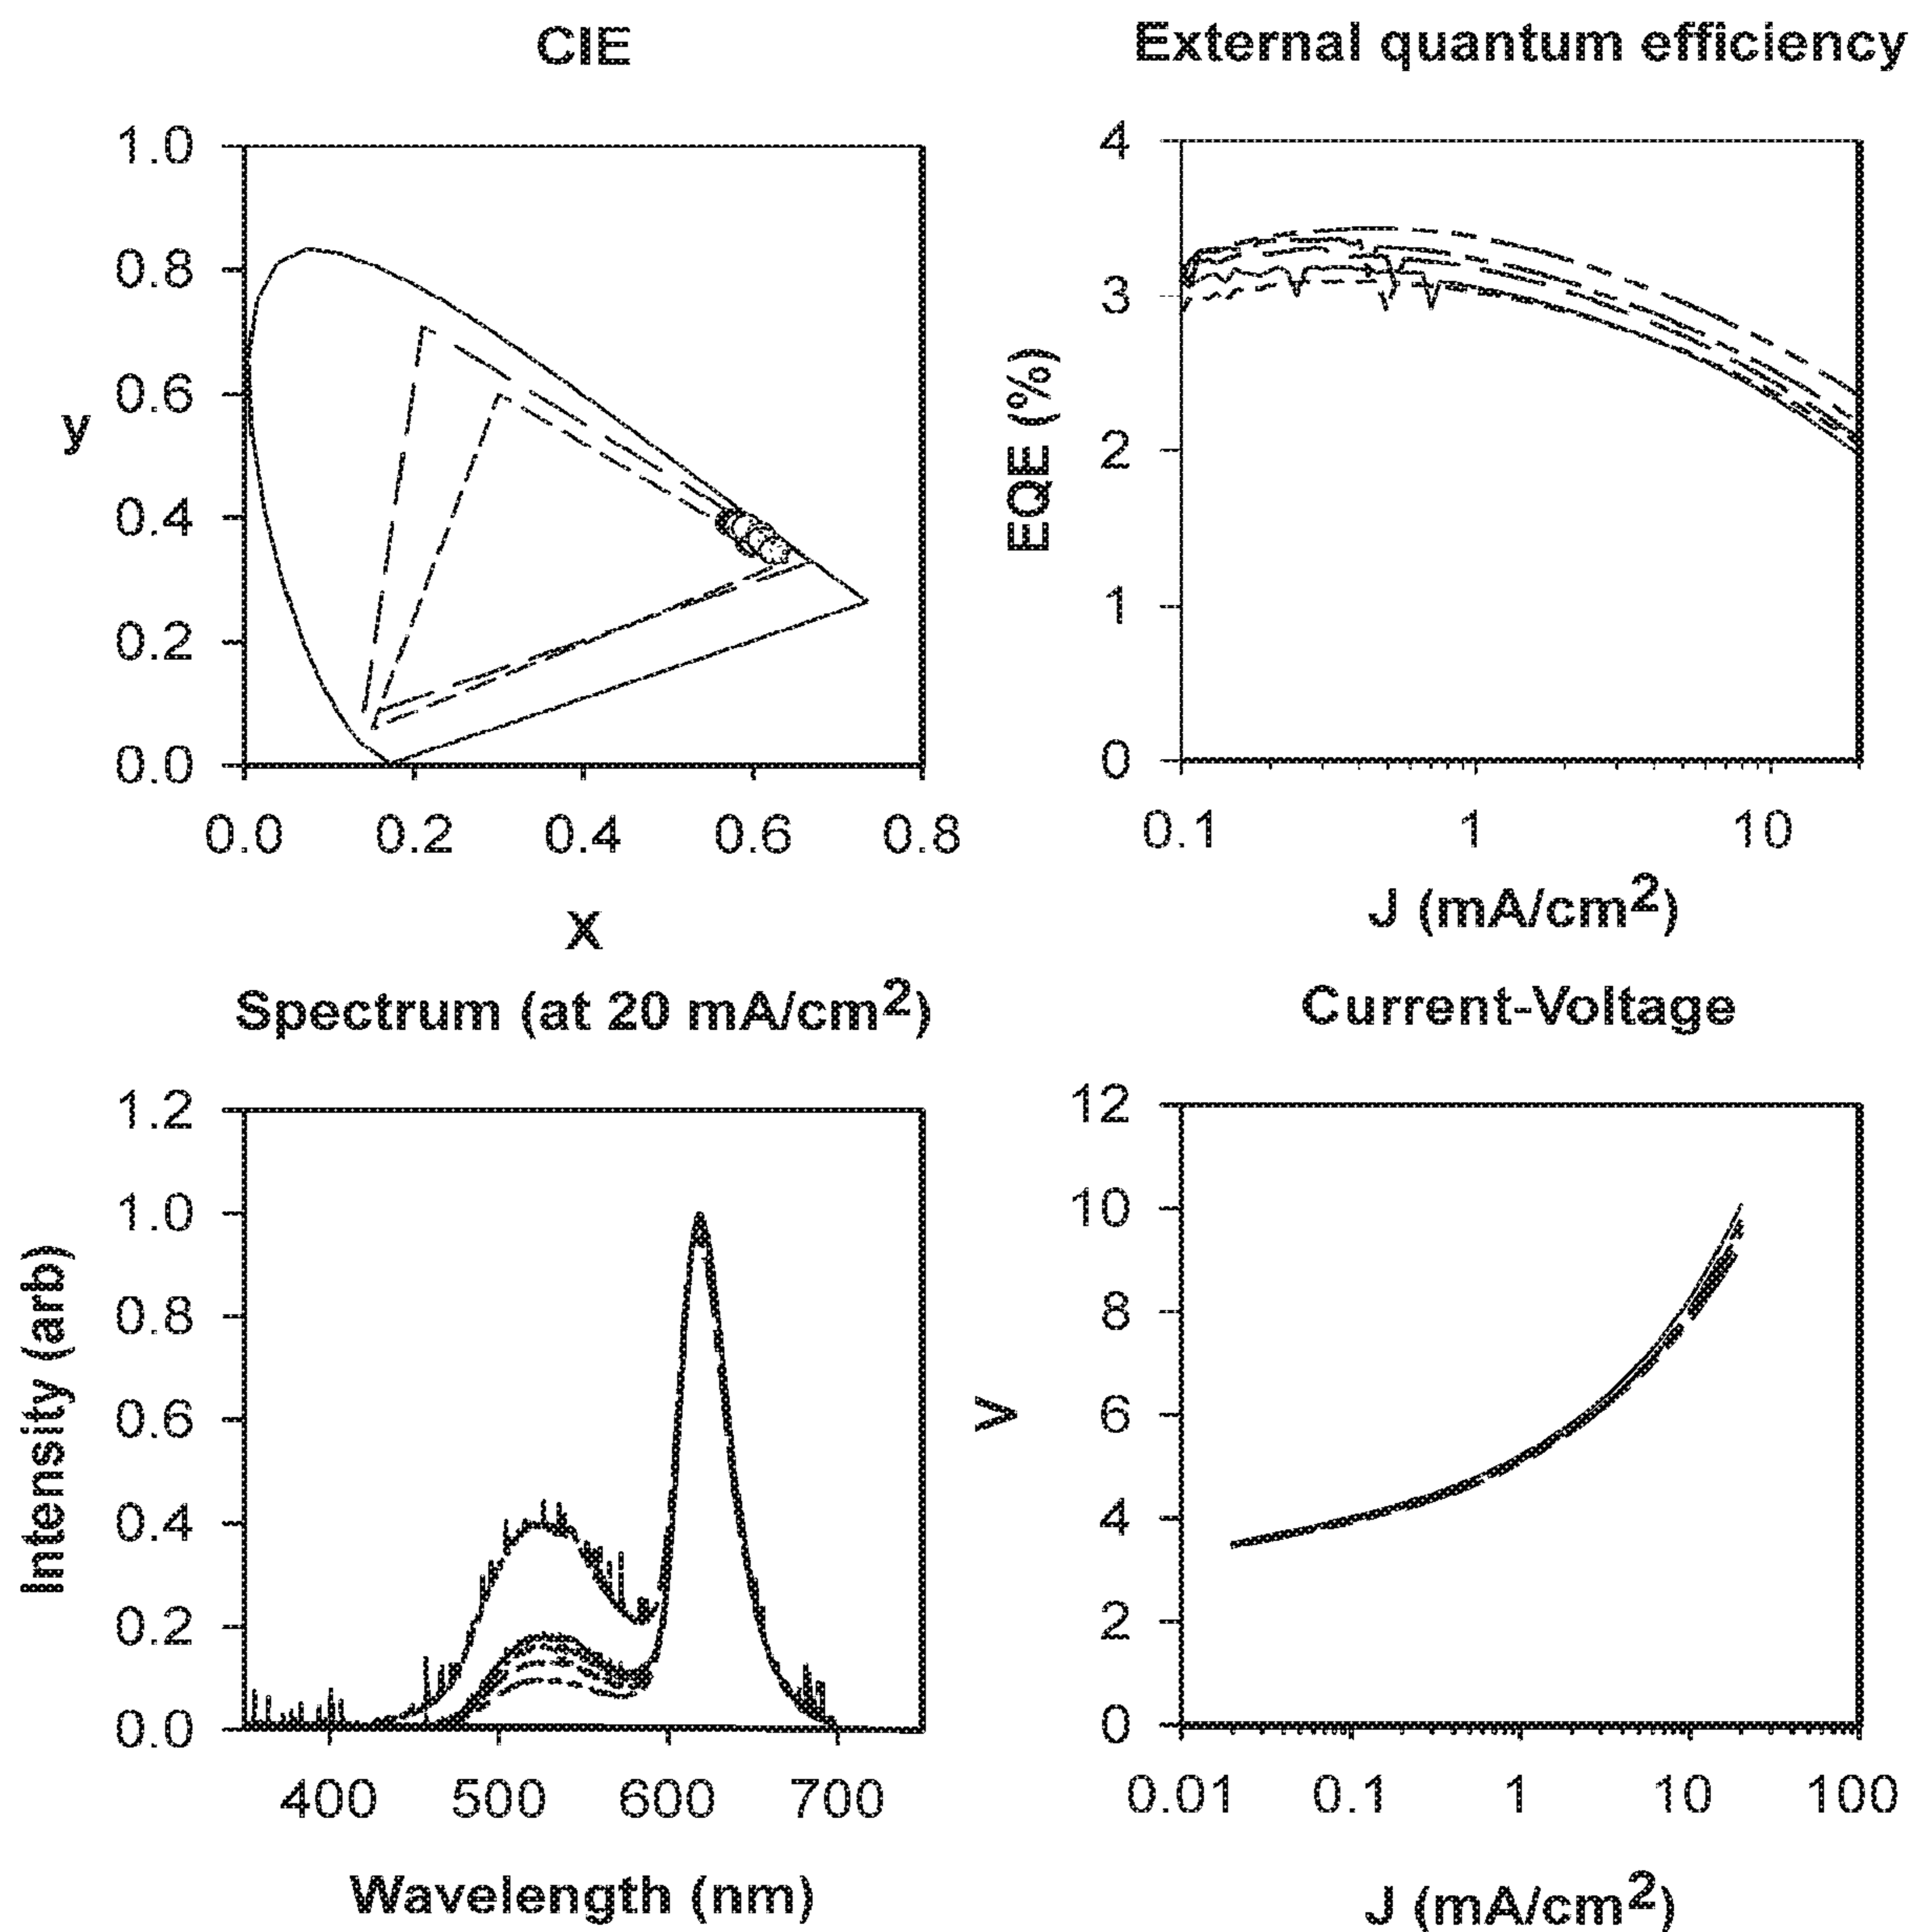 CIE
1.0
0.8
0.6
0.4
0.2
0.0
y
0.0 0.2 0.4 0.6 0.8
X
External quantum efficiency
4
3
2
1
0
EQE (%)
0.1 1 10
J (mA/cm2)
Spectrum (at 20 mA/cm2)
1.2
1.0
0.8
0.6
0.4
0.2
0.0
Intensity (arb)
400 500 600 700
Wavelength (nm)
Current-Voltage
12
10
8
6
4
2
0
V
0.01 0.1 1 10 100
J (mA/cm2)